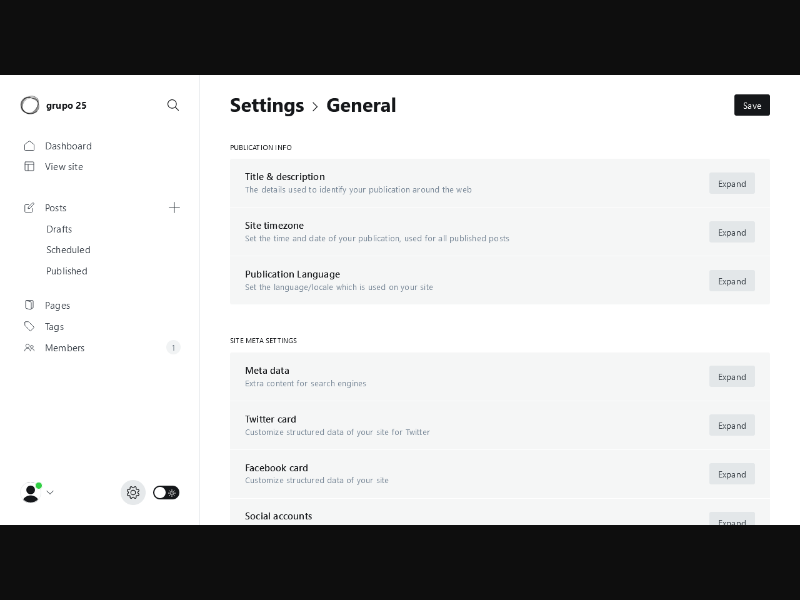 grupo 25
Dashboard
View site
Posts
Drafts
Scheduled
Published
Pages
Tags
Members 1
Settings › General
Save
PUBLICATION INFO
Title & description
The details used to identify your publication around the web
Expand
Site timezone
Set the time and date of your publication, used for all published posts
Expand
Publication Language
Set the language/locale which is used on your site
Expand
SITE META SETTINGS
Meta data
Extra content for search engines
Expand
Twitter card
Customize structured data of your site for Twitter
Expand
Facebook card
Customize structured data of your site
Expand
Social accounts
Expand